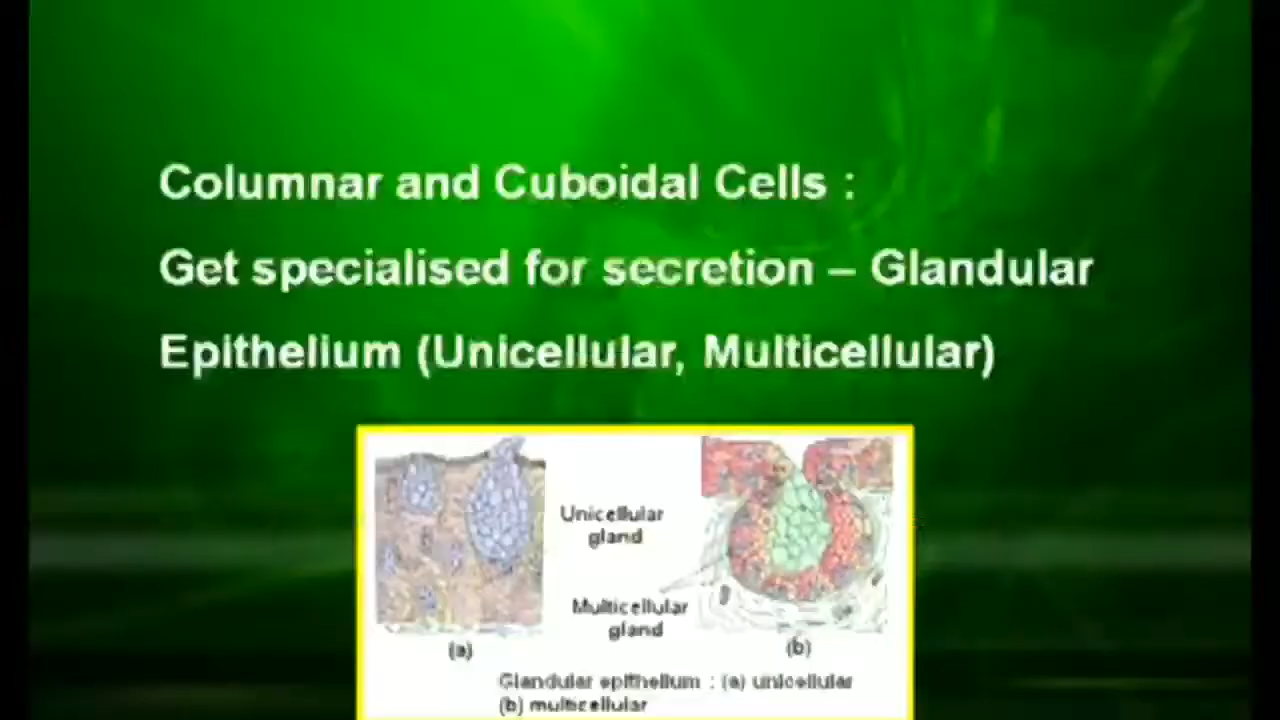 Columnar and Cuboidal Cells :
Get specialised for secretion – Glandular
Epithelium (Unicellular, Multicellular)
Unicellular
gland
Multicellular
gland
(a)
(b)
Glandular epithelium : (a) unicellular
(b) multicellular